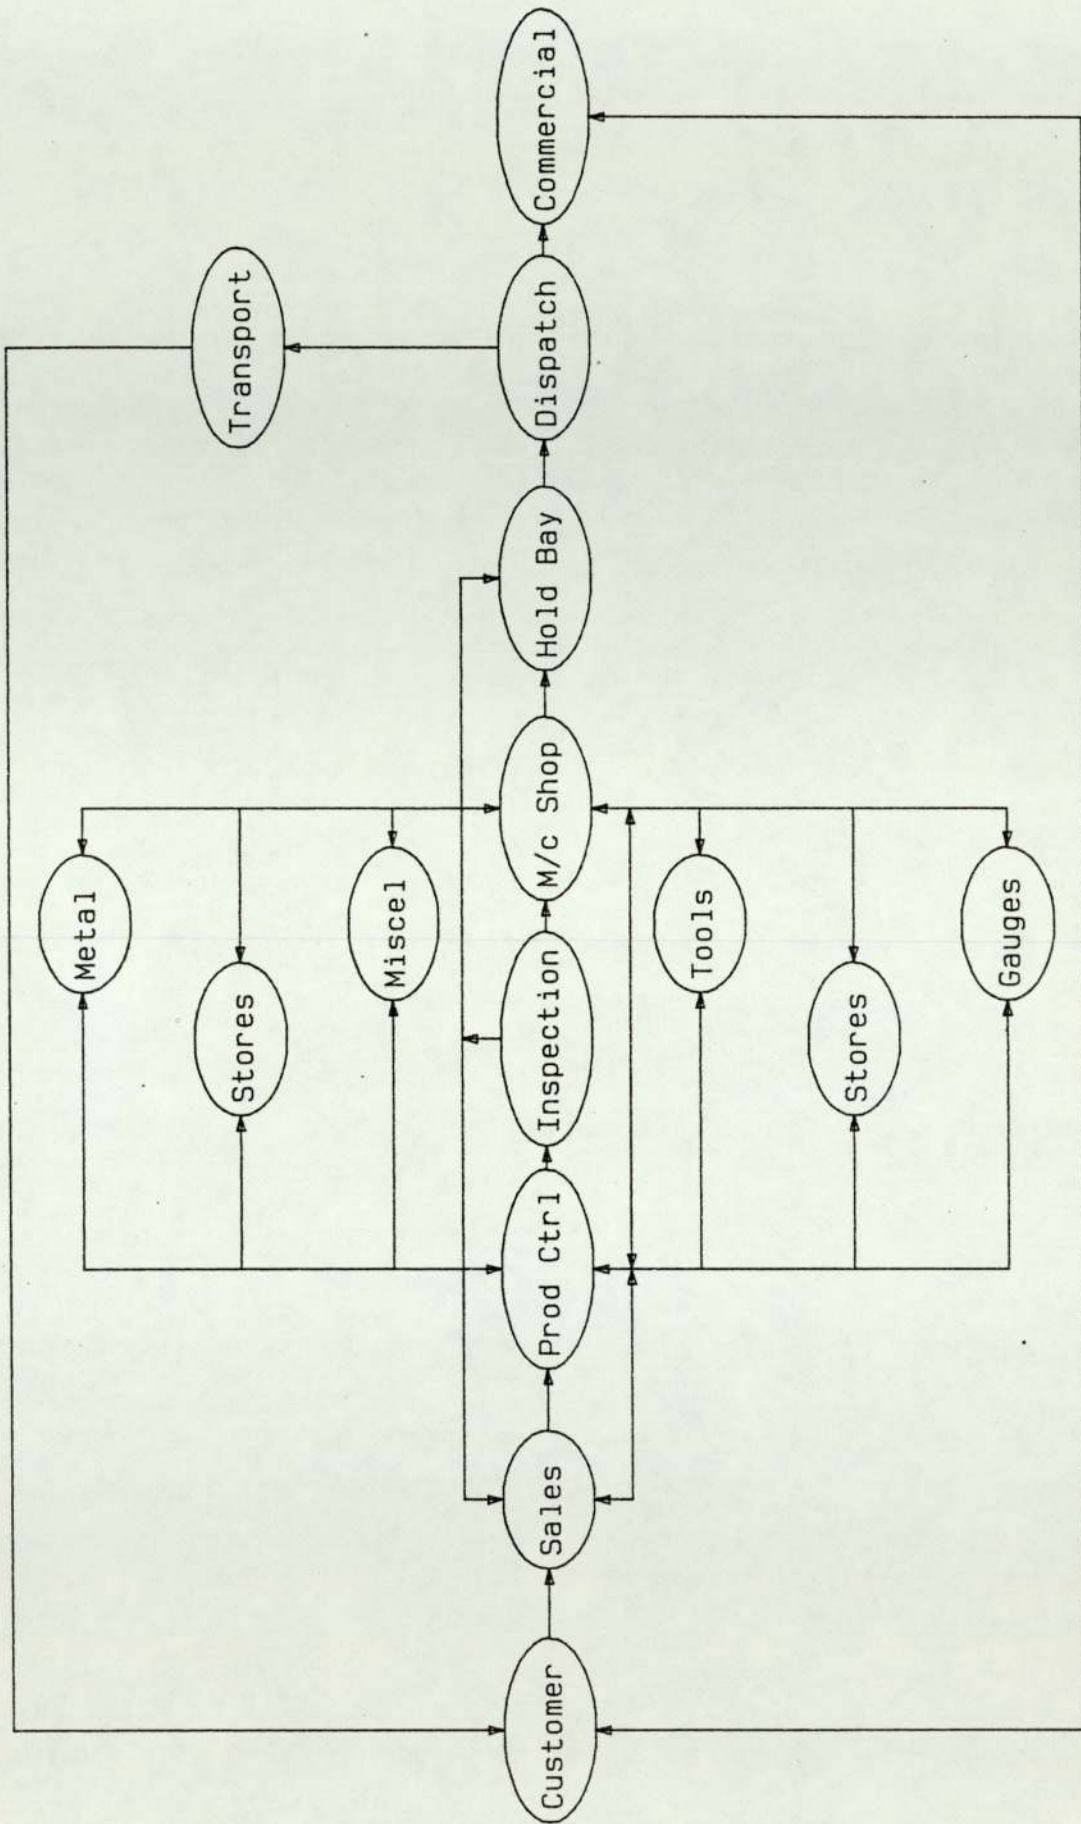 Customer
Sales
Prod Ctrl
Inspection
M/c Shop
Hold Bay
Dispatch
Commercial
Transport
Metal
Stores
Miscel
Tools
Stores
Gauges